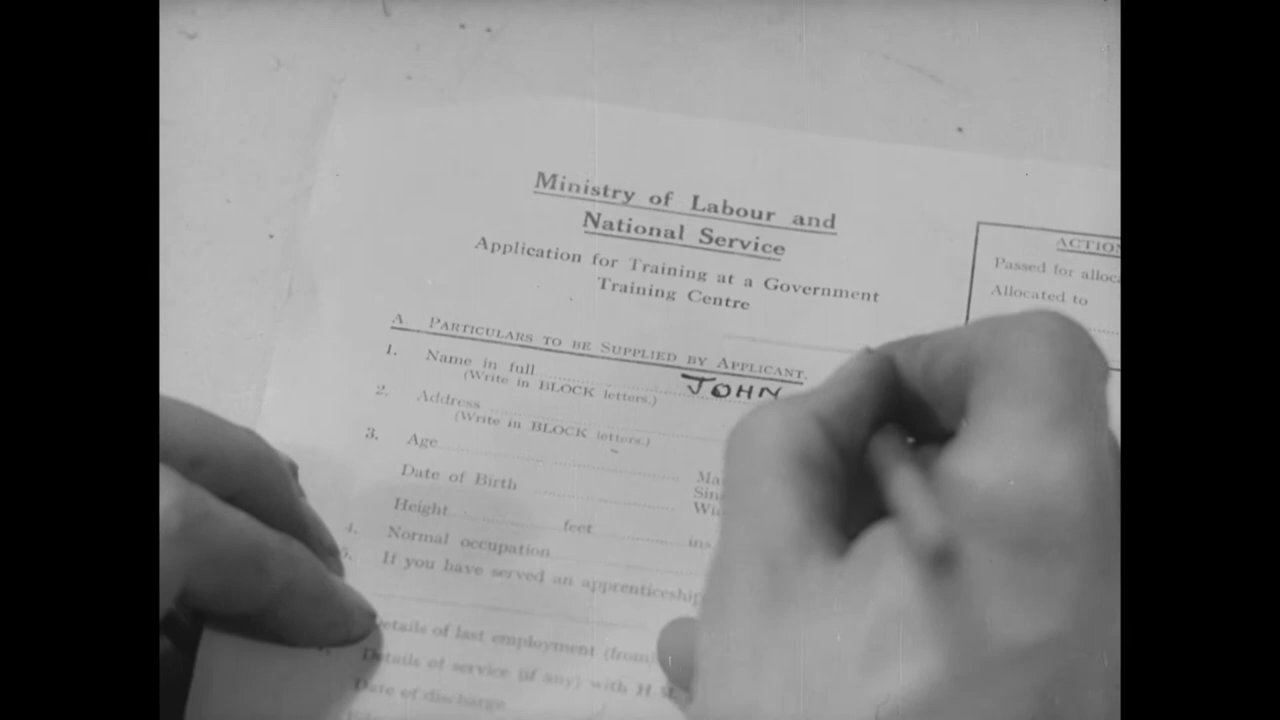 Ministry of Labour and
National Service
Application for Training at a Government
Training Centre
ACTION
Passed for
Allocated to
A. PARTICULARS TO BE SUPPLIED BY APPLICANT.
1. Name in full JOHN
(Write in BLOCK letters.)
2. Address
(Write in BLOCK letters.)
3. Age
Date of Birth
Height feet ins.
4. Normal occupation
5. If you have served an apprenticeship
Details of last employment (from
Details of service (if any) with H.M.
Date of discharge